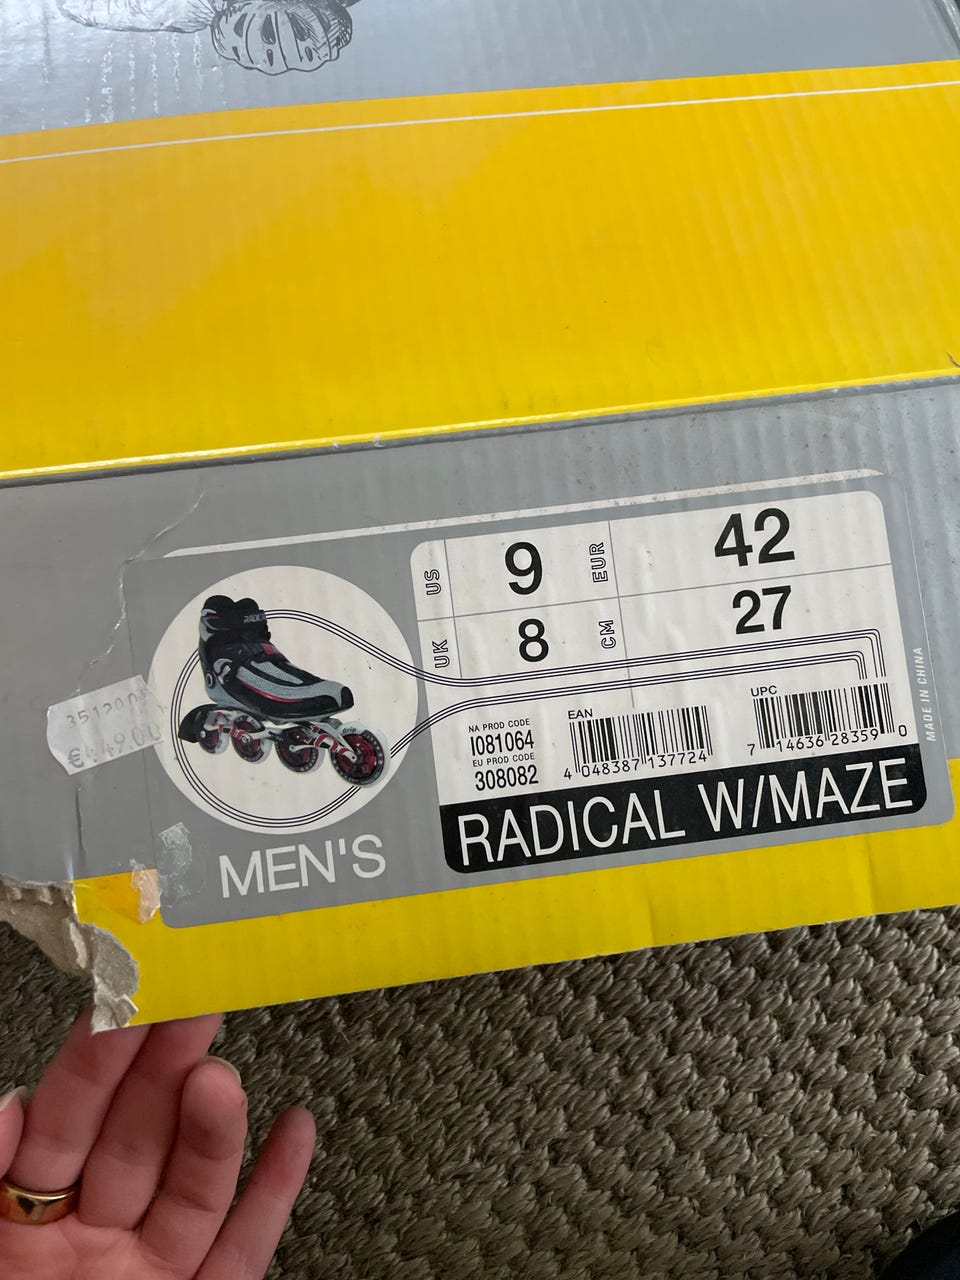 US
9
EUR
42
UK
8
CM
27
NA PROD CODE
I081064
EU PROD CODE
308082
EAN
4 048387 137724
UPC
7 14636 28359 0
MADE IN CHINA
RADICAL W/MAZE
MEN'S